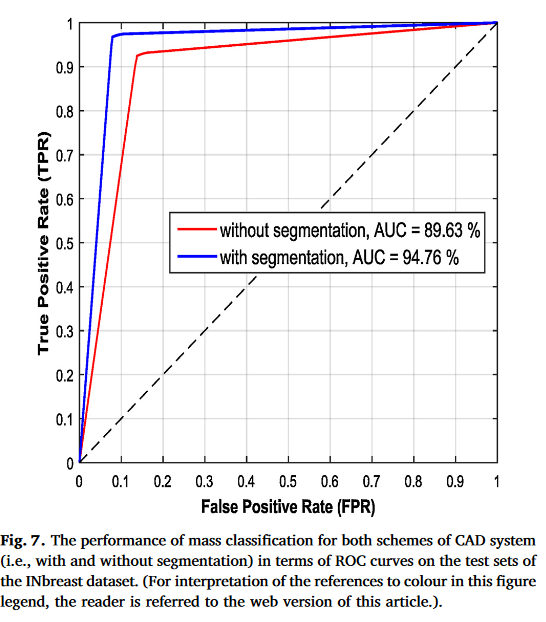 1
0.9
0.8
0.7
0.6
0.5
0.4
0.3
0.2
0.1
0
True Positive Rate (TPR)
without segmentation, AUC = 89.63 %
with segmentation, AUC = 94.76 %
0 0.1 0.2 0.3 0.4 0.5 0.6 0.7 0.8 0.9 1
False Positive Rate (FPR)
Fig. 7. The performance of mass classification for both schemes of CAD system
(i.e., with and without segmentation) in terms of ROC curves on the test sets of
the INbreast dataset. (For interpretation of the references to colour in this figure
legend, the reader is referred to the web version of this article.).